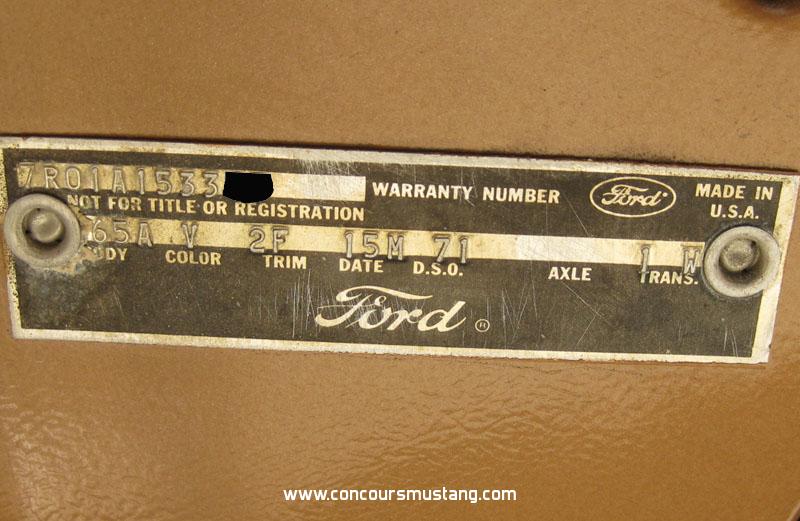 7R01A1533
WARRANTY NUMBER Ford MADE IN
U.S.A.
NOT FOR TITLE OR REGISTRATION
65A V 2F 15M 71 1 W
COLOR TRIM DATE D.S.O. AXLE TRANS.
Ford ®
www.concoursmustang.com